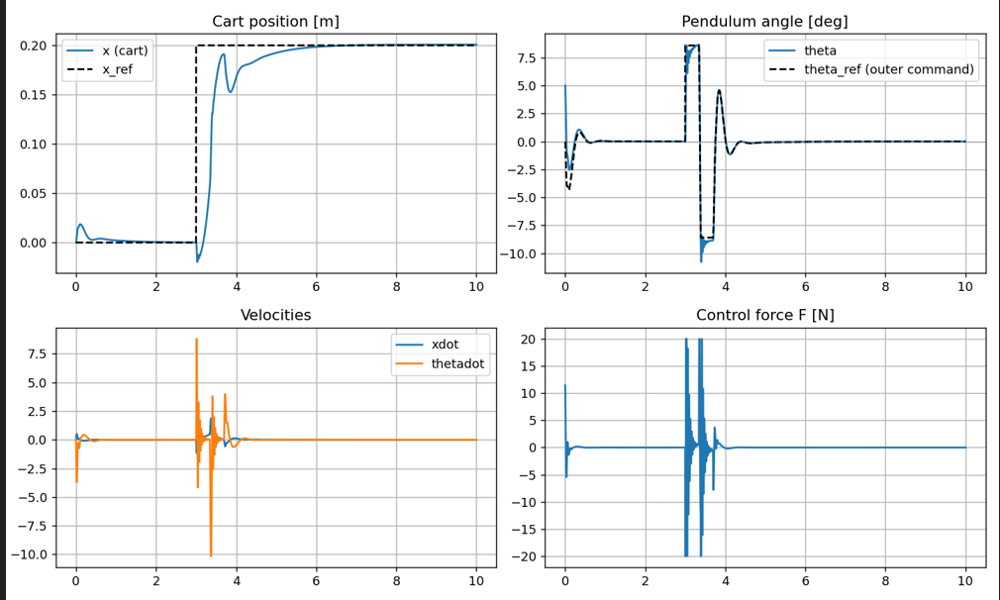 Cart position [m]
0.20
0.15
0.10
0.05
0.00
x (cart)
x_ref
0 2 4 6 8 10
Pendulum angle [deg]
7.5
5.0
2.5
0.0
−2.5
−5.0
−7.5
−10.0
theta
theta_ref (outer command)
0 2 4 6 8 10
Velocities
7.5
5.0
2.5
0.0
−2.5
−5.0
−7.5
−10.0
xdot
thetadot
0 2 4 6 8 10
Control force F [N]
20
15
10
5
0
−5
−10
−15
−20
0 2 4 6 8 10